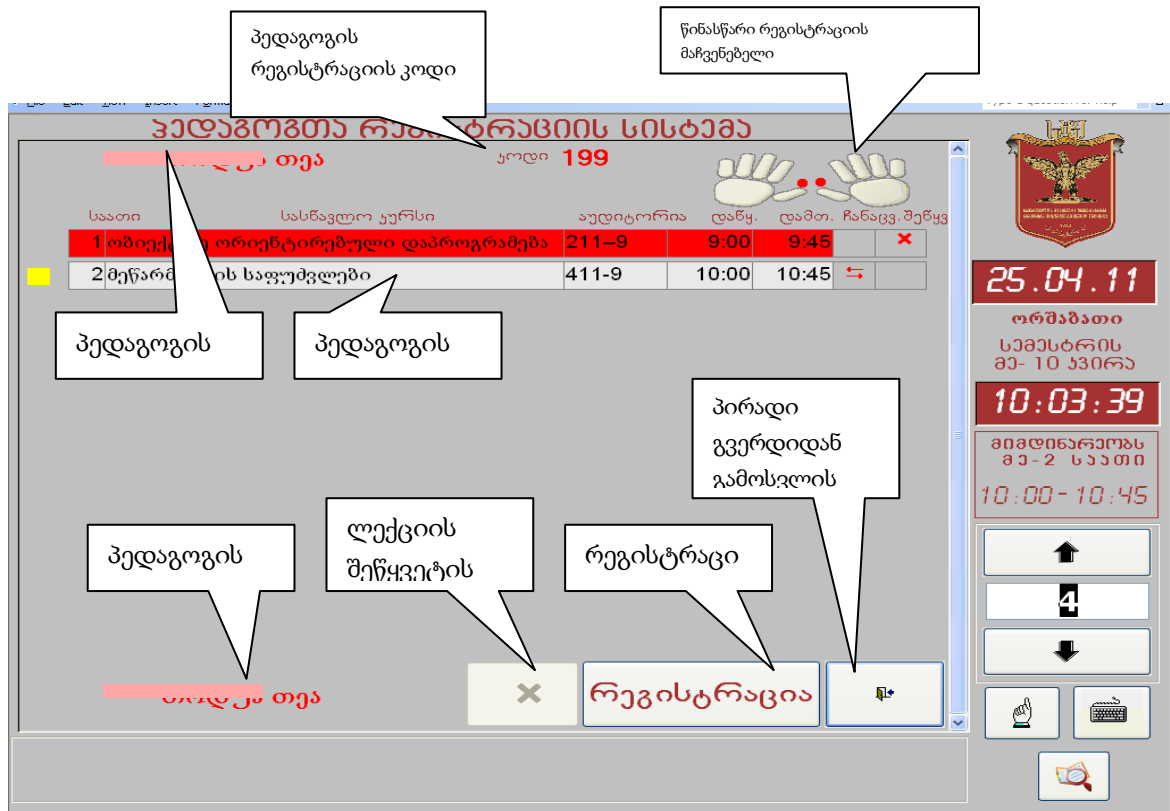 პედაგოგის
რეგისტრაციის კოდი
წინასწარი რეგისტრაციის
მაჩვენებელი
პედაგოგთა რეგისტრაციის სისტემა
თეა
კოდი 199
საათი სასწავლო კურსი აუდიტორია დაწყ. დამთ. ჩანაცვ. შეწყვ
1 ობიექტზე ორიენტირებული დაპროგრამება 211–9 9:00 9:45
2 მეწარმეობის საფუძვლები 411-9 10:00 10:45
პედაგოგის
პედაგოგის
პირადი
გვერდიდან
გამოსვლის
პედაგოგის
ლექციის
შეწყვეტის
რეგისტრაცი
თეა
რეგისტრაცია
25.04.11
ორშაბათი
სემესტრის
მე- 10 კვირა
10:03:39
მიმდინარეობს
მე-2 საათი
10:00-10:45
4